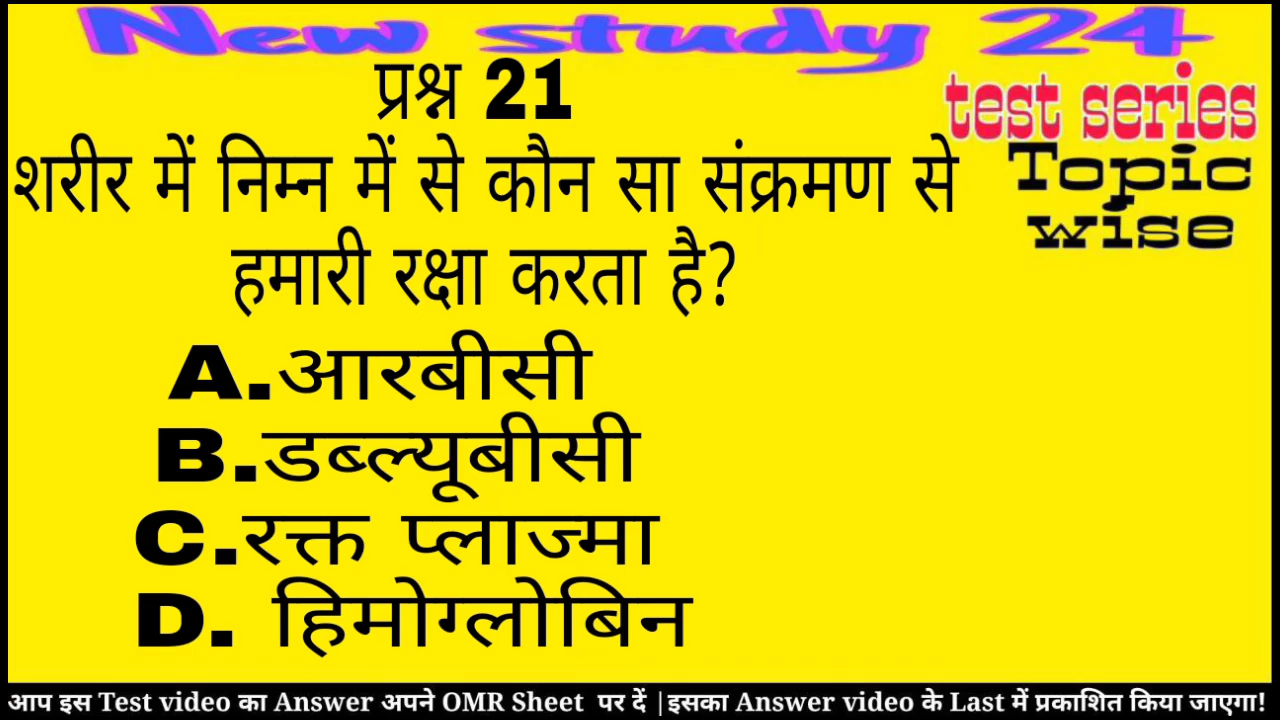 New study 24
प्रश्न 21
test series
Topic
wise
शरीर में निम्न में से कौन सा संक्रमण से
हमारी रक्षा करता है?
A.आरबीसी
B.डब्ल्यूबीसी
C.रक्त प्लाज्मा
D. हिमोग्लोबिन
आप इस Test video का Answer अपने OMR Sheet पर दें |इसका Answer video के Last में प्रकाशित किया जाएगा!